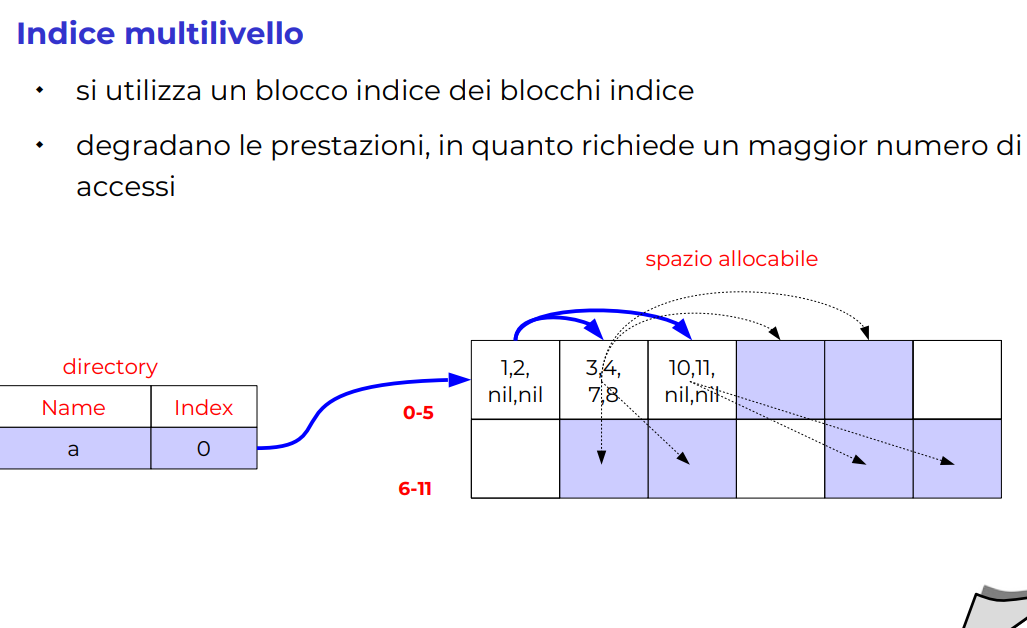 Indice multilivello
si utilizza un blocco indice dei blocchi indice
degradano le prestazioni, in quanto richiede un maggior numero di
accessi
spazio allocabile
directory
Name Index
a 0
0-5
6-11
1,2,
nil,nil
3,4,
7,8
10,11,
nil,nil